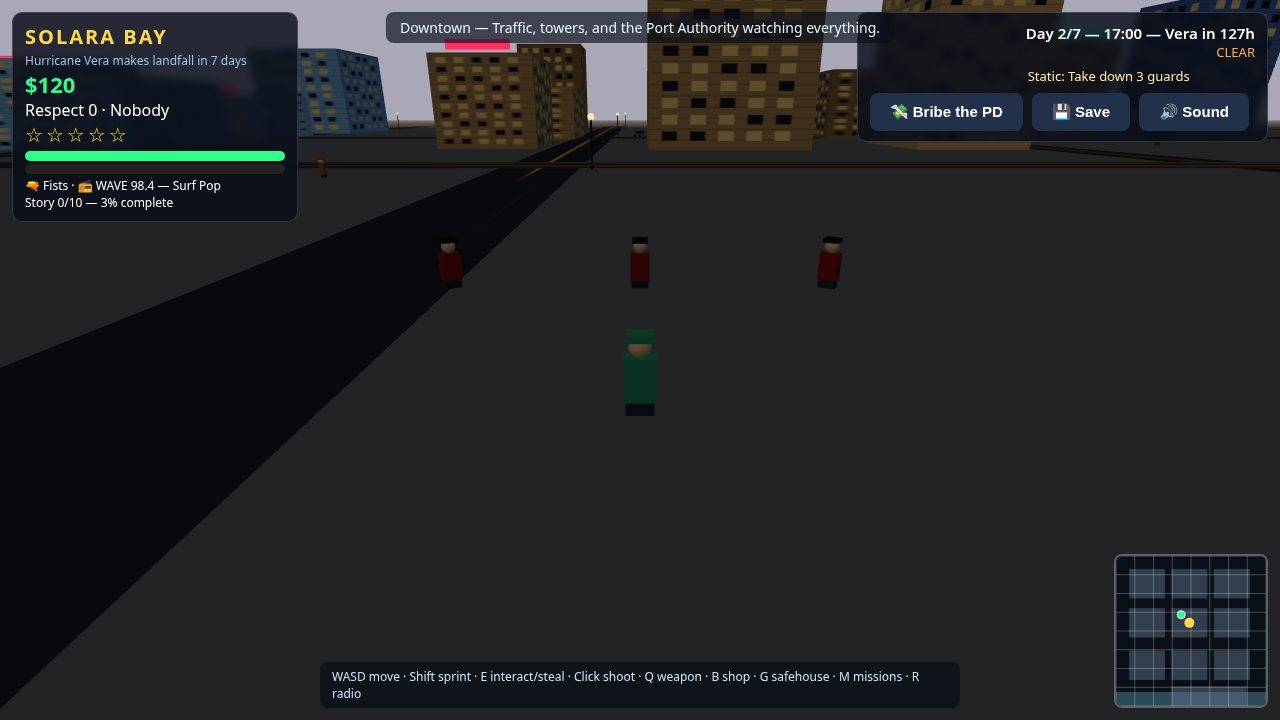 SOLARA BAY
Hurricane Vera makes landfall in 7 days
$120
Respect 0 · Nobody
☆☆☆☆☆
🔫 Fists · 📻 WAVE 98.4 — Surf Pop
Story 0/10 — 3% complete
Downtown — Traffic, towers, and the Port Authority watching everything.
Day 2/7 — 17:00 — Vera in 127h
CLEAR
Static: Take down 3 guards
💸 Bribe the PD
💾 Save
🔊 Sound
WASD move · Shift sprint · E interact/steal · Click shoot · Q weapon · B shop · G safehouse · M missions · R
radio